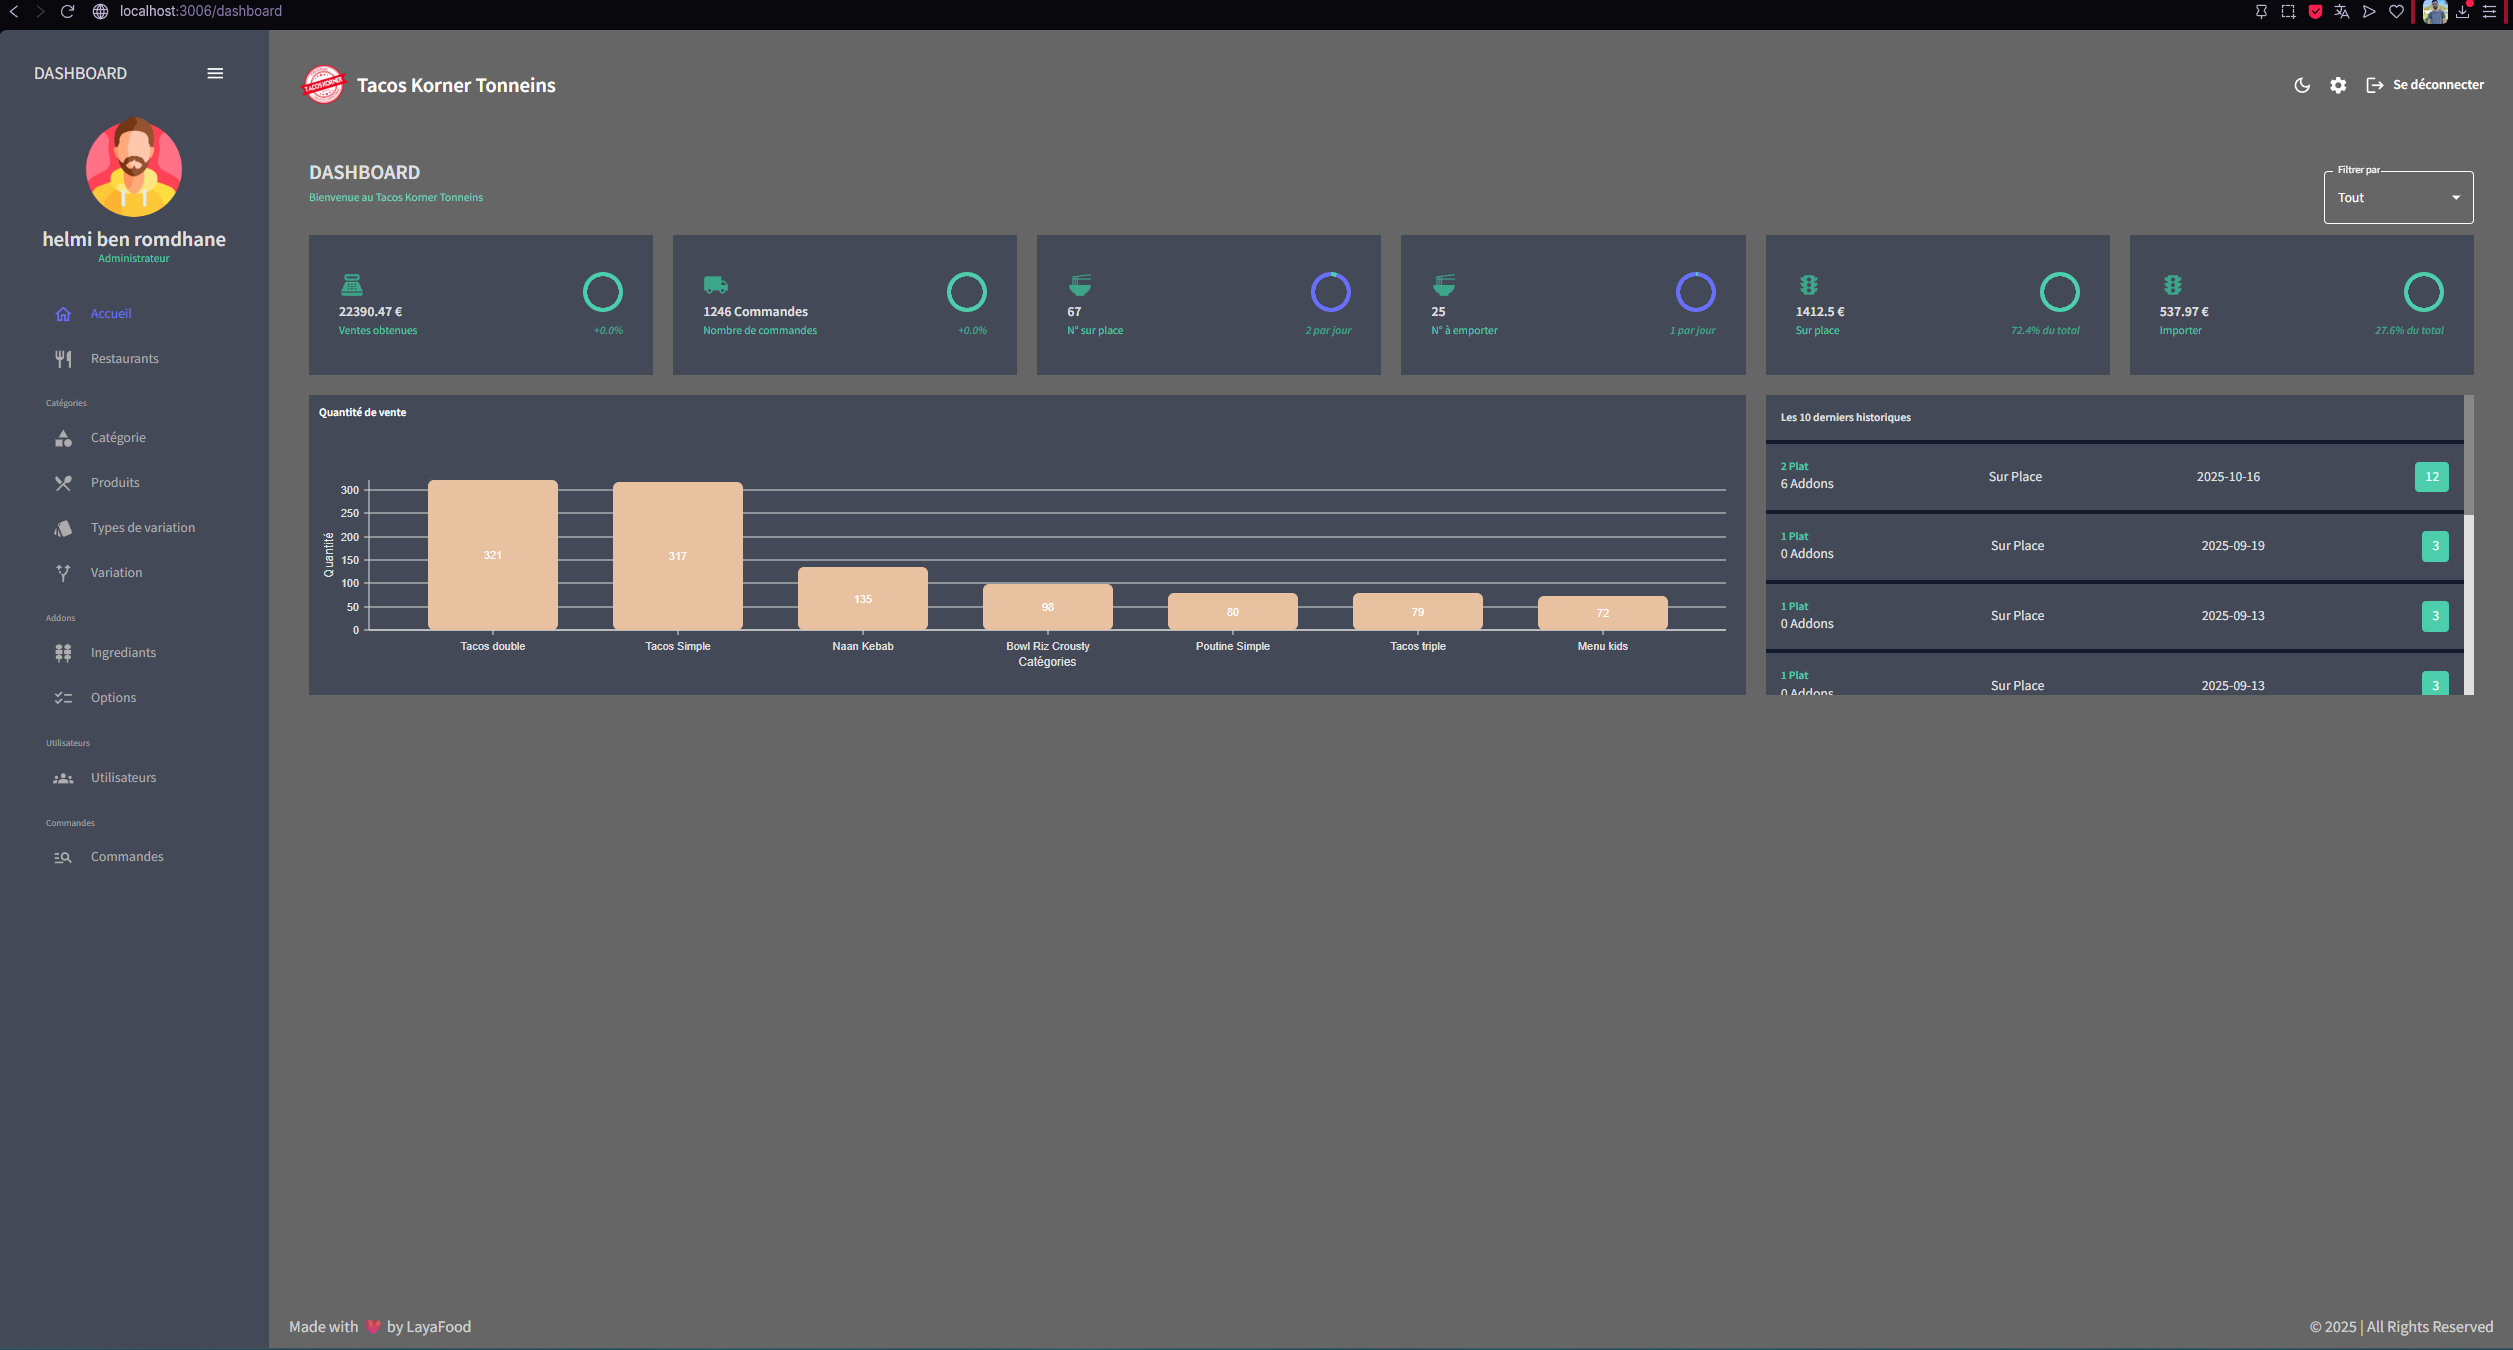 localhost:3006/dashboard
DASHBOARD
helmi ben romdhane
Administrateur
Accueil
Restaurants
Catégories
Catégorie
Produits
Types de variation
Variation
Addons
Ingrediants
Options
Utilisateurs
Utilisateurs
Commandes
Commandes
TACOS KORNER
Tacos Korner Tonneins
Se déconnecter
DASHBOARD
Bienvenue au Tacos Korner Tonneins
Filtrer par
Tout
22390.47 €
Ventes obtenues
+0.0%
1246 Commandes
Nombre de commandes
+0.0%
67
N° sur place
2 par jour
25
N° à emporter
1 par jour
1412.5 €
Sur place
72.4% du total
537.97 €
Importer
27.6% du total
Quantité de vente
Quantité
300
250
200
150
100
50
0
321
317
135
98
80
79
72
Tacos double
Tacos Simple
Naan Kebab
Bowl Riz Crousty
Poutine Simple
Tacos triple
Menu kids
Catégories
Les 10 derniers historiques
2 Plat
6 Addons
Sur Place
2025-10-16
12
1 Plat
0 Addons
Sur Place
2025-09-19
3
1 Plat
0 Addons
Sur Place
2025-09-13
3
1 Plat
0 Addons
Sur Place
2025-09-13
3
Made with 💗 by LayaFood
© 2025 | All Rights Reserved